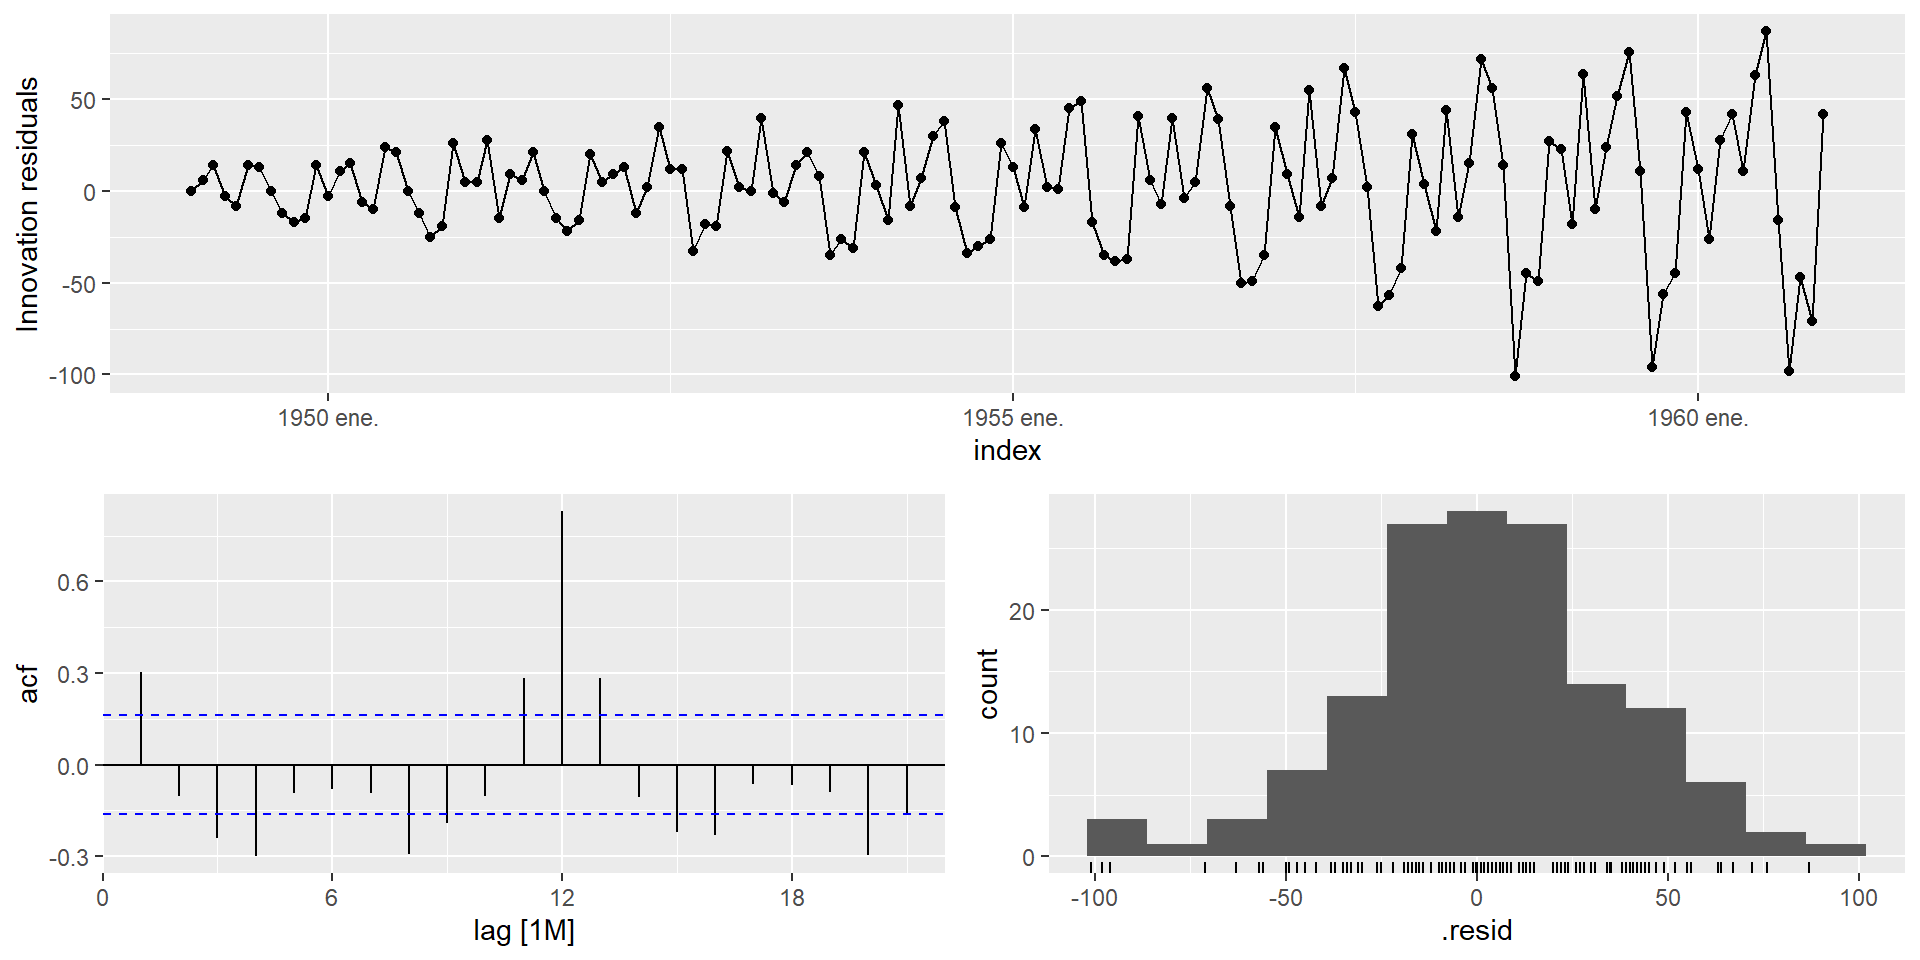 Innovation residuals
50
0
-50
-100
1950 ene.
1955 ene.
1960 ene.
index
acf
0.6
0.3
0.0
-0.3
0
6
12
18
lag [1M]
count
20
10
0
-100
-50
0
50
100
.resid